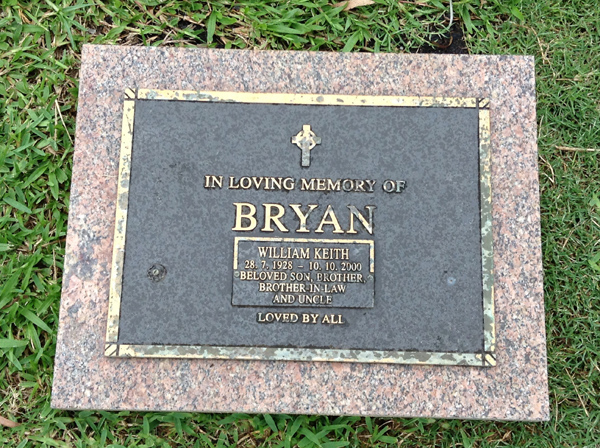 IN LOVING MEMORY OF
BRYAN
WILLIAM KEITH
28. 7. 1928 – 10. 10. 2000
BELOVED SON, BROTHER,
BROTHER-IN-LAW
AND UNCLE
LOVED BY ALL